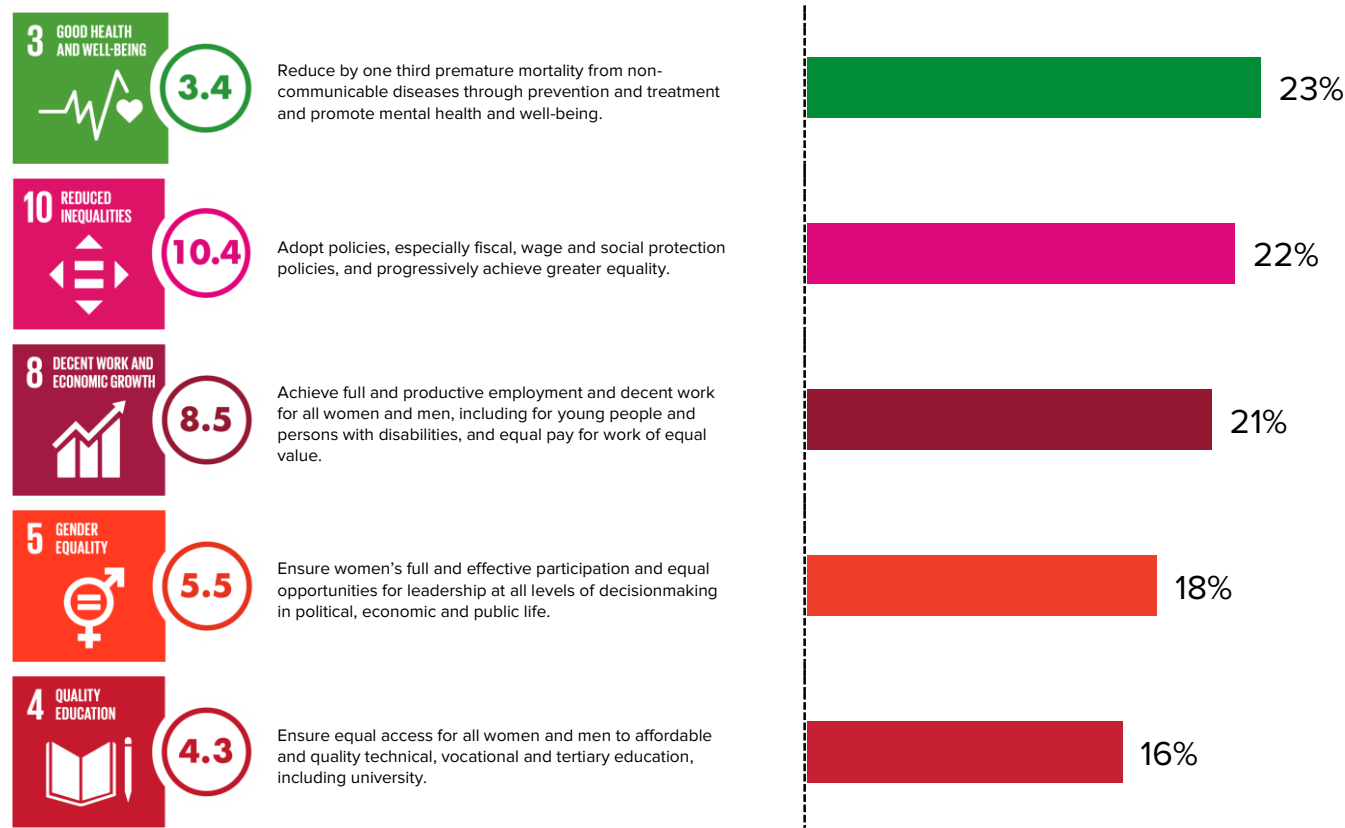 3 GOOD HEALTH
AND WELL-BEING
3.4
Reduce by one third premature mortality from non-
communicable diseases through prevention and treatment
and promote mental health and well-being.
23%
10 REDUCED
INEQUALITIES
10.4
Adopt policies, especially fiscal, wage and social protection
policies, and progressively achieve greater equality.
22%
8 DECENT WORK AND
ECONOMIC GROWTH
8.5
Achieve full and productive employment and decent work
for all women and men, including for young people and
persons with disabilities, and equal pay for work of equal
value.
21%
5 GENDER
EQUALITY
5.5
Ensure women’s full and effective participation and equal
opportunities for leadership at all levels of decisionmaking
in political, economic and public life.
18%
4 QUALITY
EDUCATION
4.3
Ensure equal access for all women and men to affordable
and quality technical, vocational and tertiary education,
including university.
16%